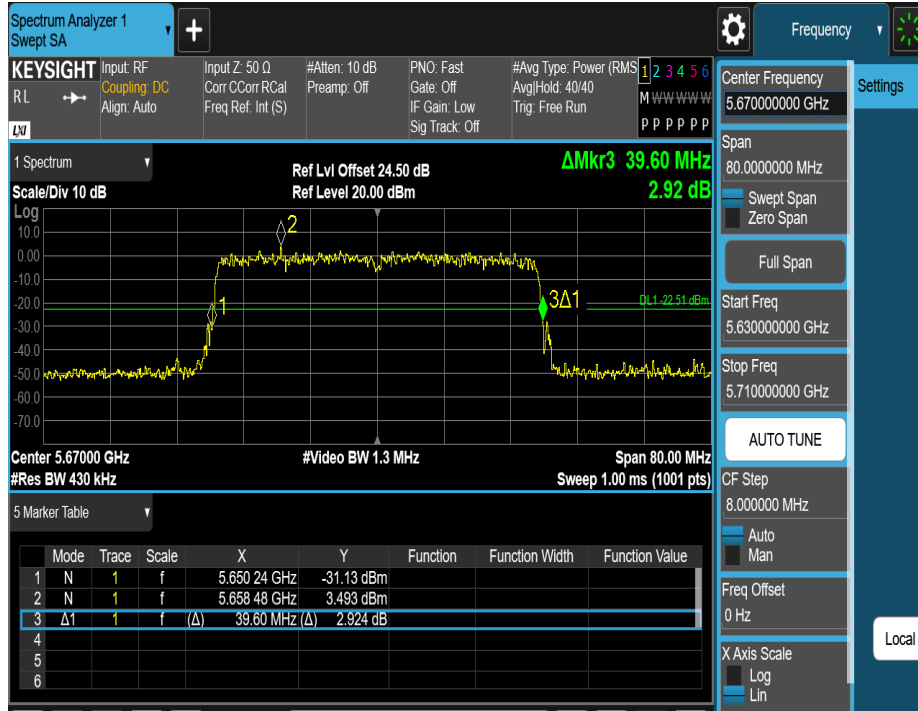 Spectrum Analyzer 1
Swept SA
+
Frequency
KEYSIGHT
RL
LXI
Input: RF
Coupling: DC
Align: Auto
Input Z: 50 Ω
Corr CCorr RCal
Freq Ref: Int (S)
#Atten: 10 dB
Preamp: Off
PNO: Fast
Gate: Off
IF Gain: Low
Sig Track: Off
#Avg Type: Power (RMS
Avg|Hold: 40/40
Trig: Free Run
1 2 3 4 5 6
M W W W W W
P P P P P P
1 Spectrum
Scale/Div 10 dB
Ref Lvl Offset 24.50 dB
Ref Level 20.00 dBm
ΔMkr3 39.60 MHz
2.92 dB
Log
10.0
0.00
-10.0
-20.0
-30.0
-40.0
-50.0
-60.0
-70.0
2
1
3Δ1
DL1 -22.51 dBm
Center 5.67000 GHz
#Video BW 1.3 MHz
Span 80.00 MHz
#Res BW 430 kHz
Sweep 1.00 ms (1001 pts)
5 Marker Table
Mode Trace Scale X Y Function Function Width Function Value
1 N 1 f 5.650 24 GHz -31.13 dBm
2 N 1 f 5.658 48 GHz 3.493 dBm
3 Δ1 1 f (Δ) 39.60 MHz (Δ) 2.924 dB
4
5
6
Center Frequency
5.670000000 GHz
Span
80.0000000 MHz
Swept Span
Zero Span
Full Span
Start Freq
5.630000000 GHz
Stop Freq
5.710000000 GHz
AUTO TUNE
CF Step
8.000000 MHz
Auto
Man
Freq Offset
0 Hz
X Axis Scale
Log
Lin
Settings
Local